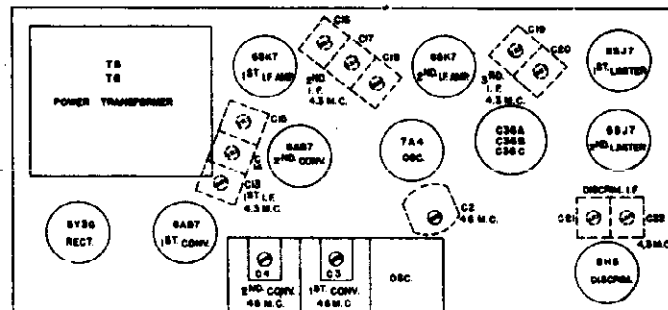 T5
T6
POWER TRANSFORMER
6SK7
1ST. I.F. AMP.
C16
C17
C18
2ND.
I. F.
4.3 M.C.
6SK7
2ND. I.F. AMP.
C19
C20
3RD.
I. F.
4.3 M.C.
6SJ7
1ST. LIMITER
C15
C13
1ST. I.F.
4.3 M.C.
6AB7
2ND. CONV.
7A4
OSC.
C36A
C36B
C36C
6SJ7
2ND. LIMITER
5Y3G
RECT.
6AB7
1ST. CONV.
C2
46 M.C.
DISCRIM. I.F.
C21
C22
4.3 M.C.
6H6
DISCRIM.
C4
2ND. CONV.
46 M.C.
C3
1ST. CONV.
46 M.C
OSC.